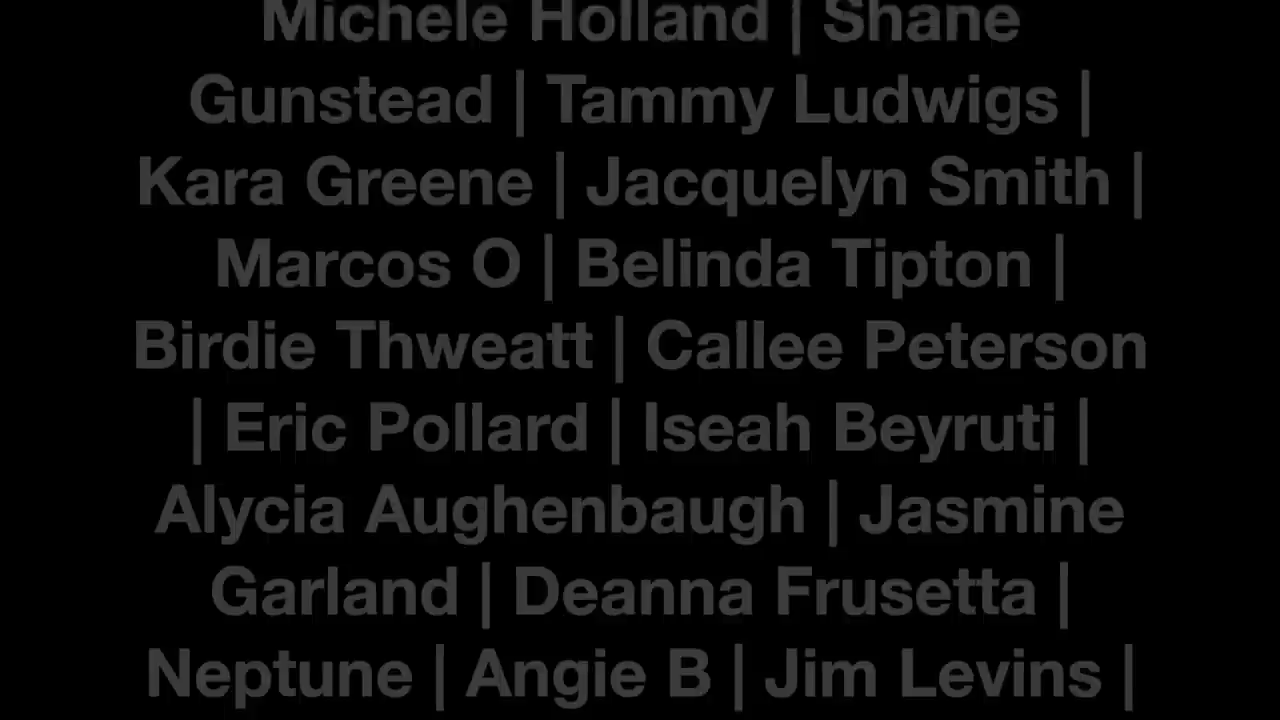 Michele Holland | Shane
Gunstead | Tammy Ludwigs |
Kara Greene | Jacquelyn Smith |
Marcos O | Belinda Tipton |
Birdie Thweatt | Callee Peterson
| Eric Pollard | Iseah Beyruti |
Alycia Aughenbaugh | Jasmine
Garland | Deanna Frusetta |
Neptune | Angie B | Jim Levins |